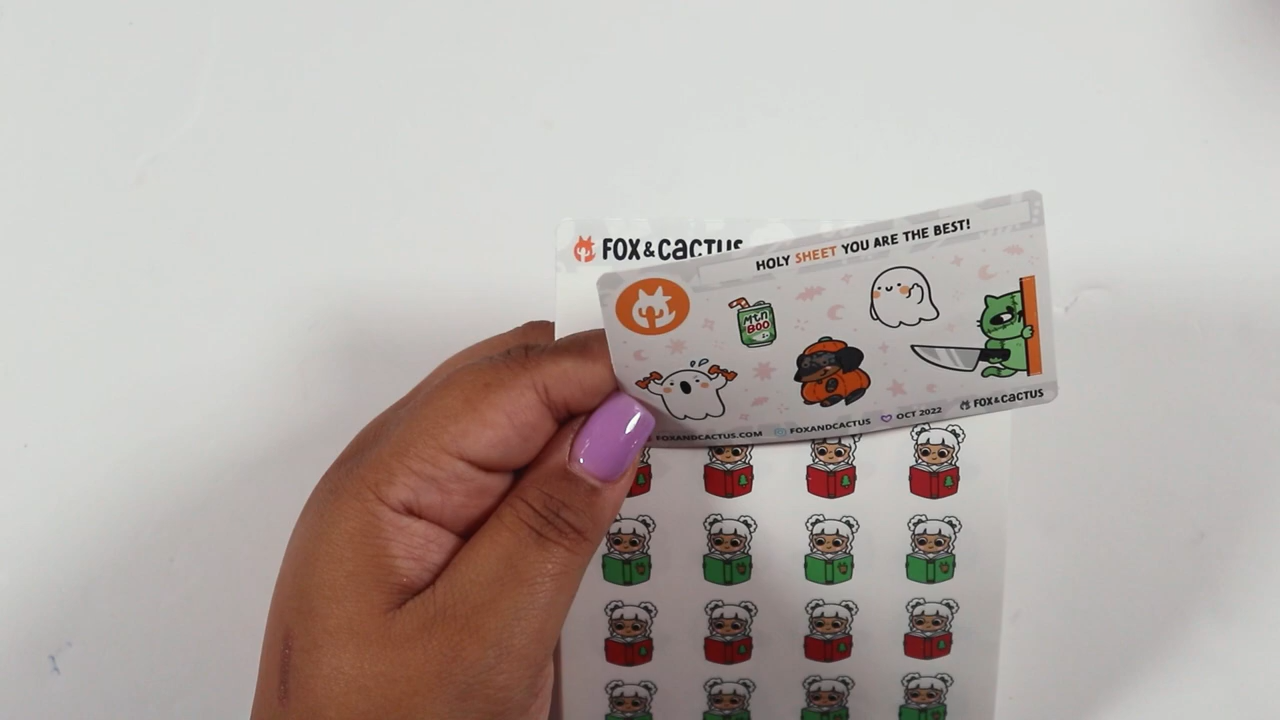 FOX & CACTUS
HOLY SHEET YOU ARE THE BEST!
Mtn
BOO
FOXANDCACTUS.COM FOXANDCACTUS OCT 2022 FOX & CACTUS